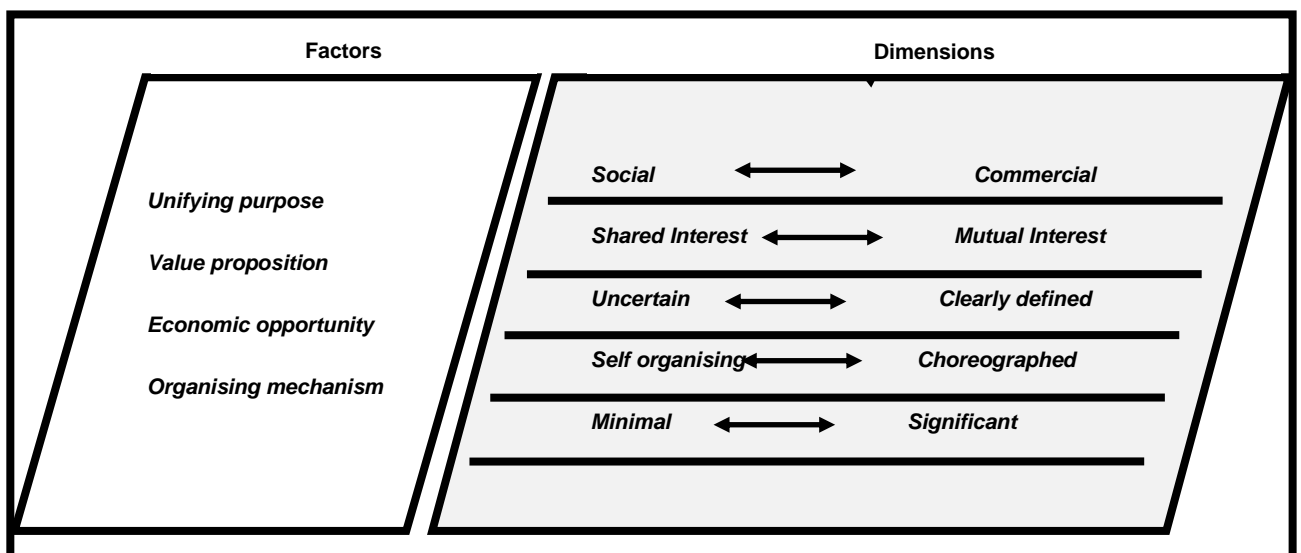 Factors
Dimensions
Unifying purpose
Value proposition
Economic opportunity
Organising mechanism
Social Commercial
Shared Interest Mutual Interest
Uncertain Clearly defined
Self organising Choreographed
Minimal Significant